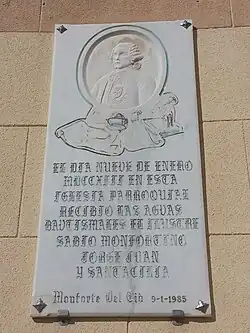 EL DIA NUEVE DE ENERO
MDCCXIII EN ESTA
IGLESIA PARROQUIAL
RECIBIO LAS AGUAS
BAUTISMALES EL ILUSTRE
SABIO MONFORTINO
JORGE JUAN
Y SANTACILIA
Monforte Del Cid 9-1-1985